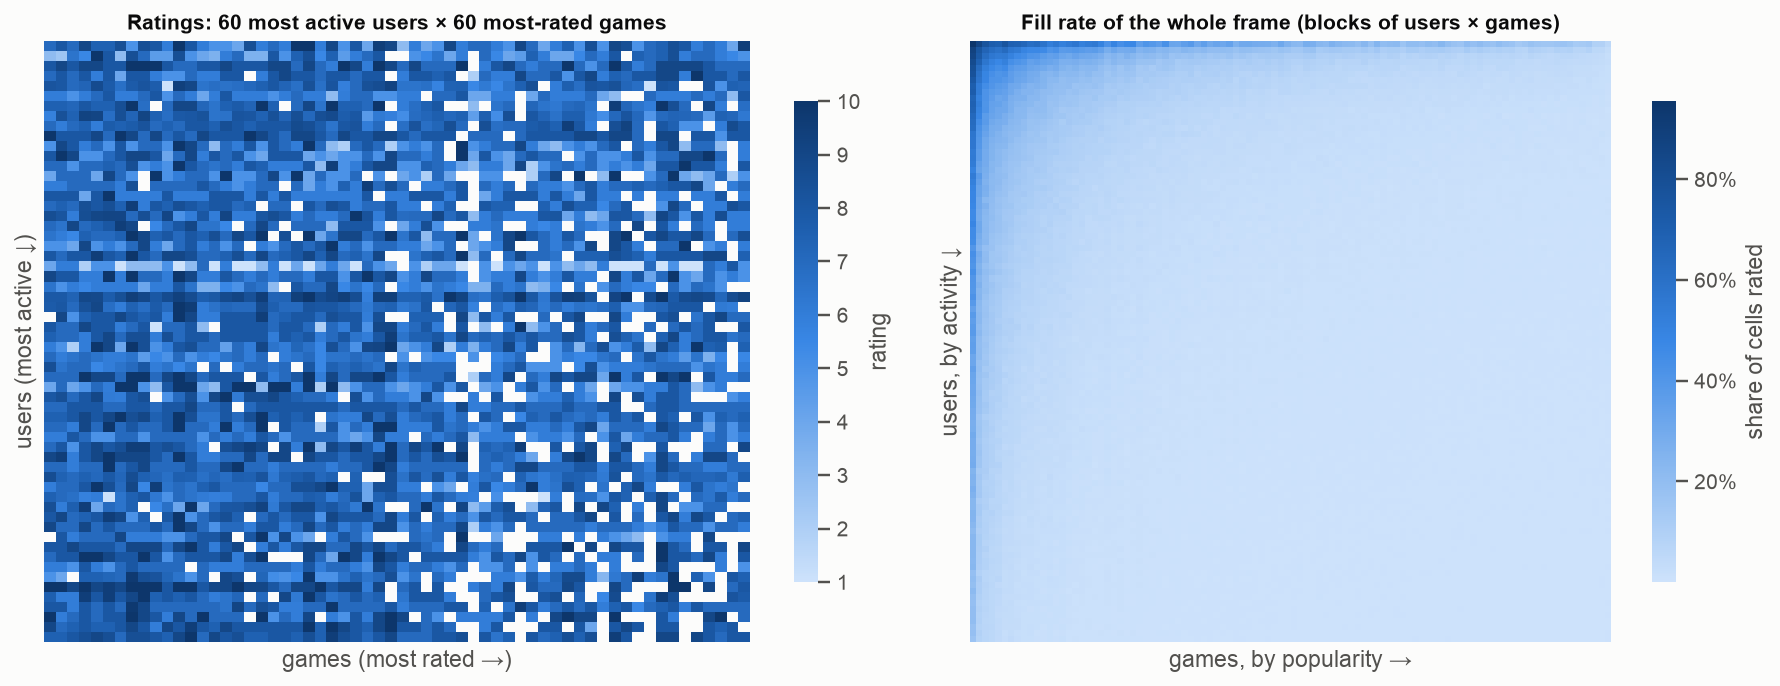 Ratings: 60 most active users × 60 most-rated games
users (most active ↓)
games (most rated →)
10
9
8
7
6
5
4
3
2
1
rating
Fill rate of the whole frame (blocks of users × games)
users, by activity ↓
games, by popularity →
80%
60%
40%
20%
share of cells rated